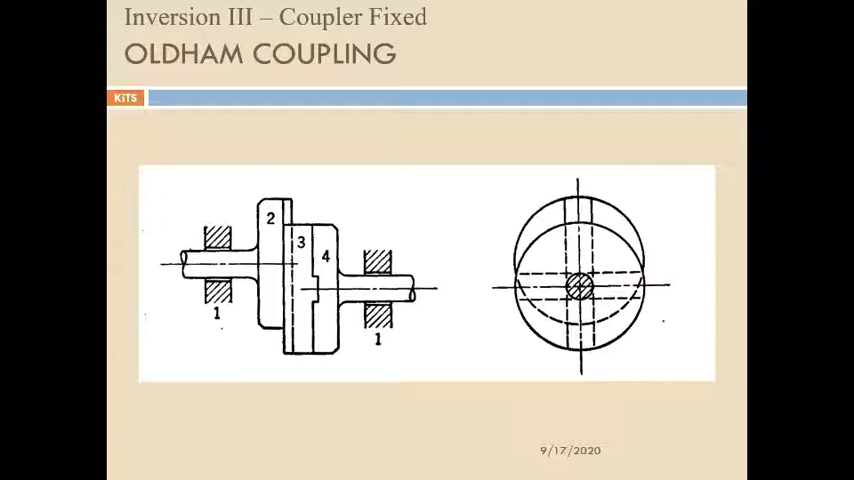 Inversion III – Coupler Fixed
OLDHAM COUPLING
KiTS
2
3
4
1
1
9/17/2020